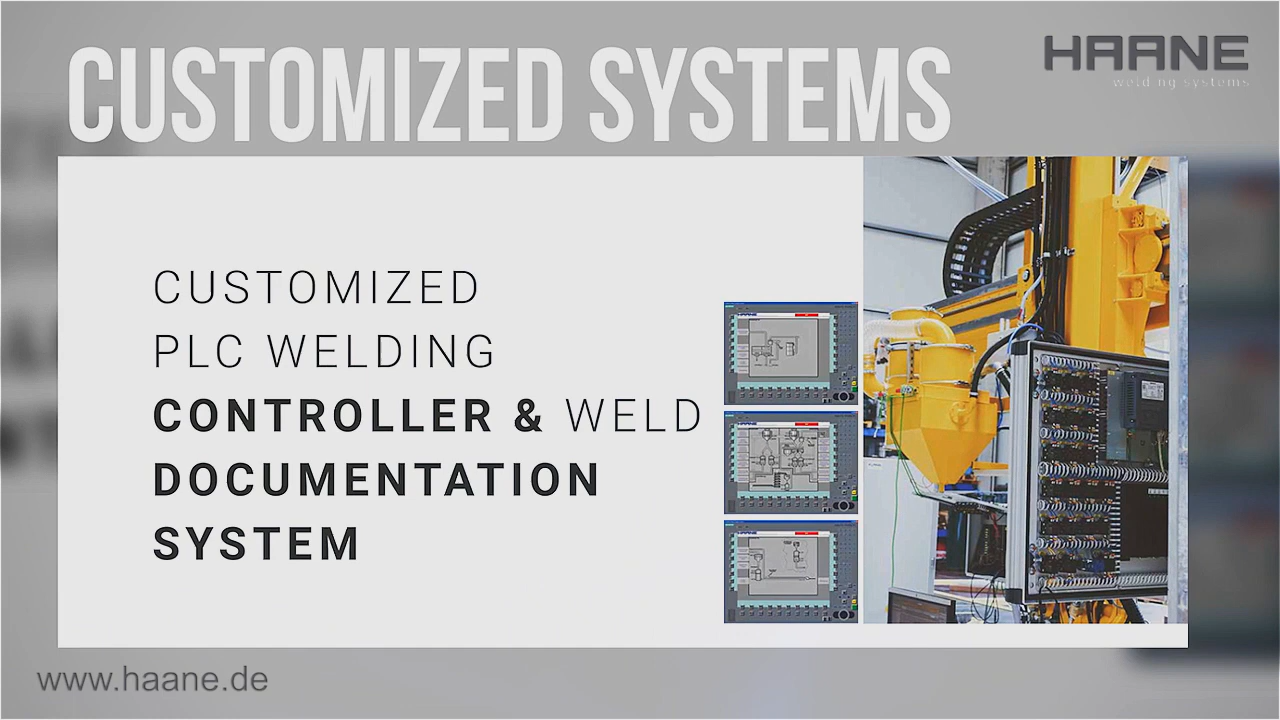 CUSTOMIZED SYSTEMS
HAANE
welding systems
CUSTOMIZED
PLC WELDING
CONTROLLER & WELD
DOCUMENTATION
SYSTEM
www.haane.de